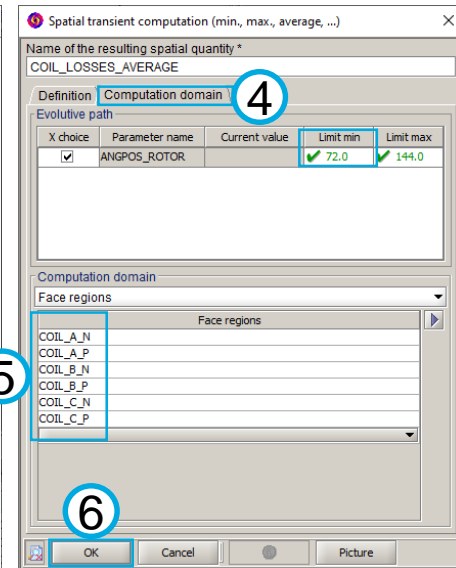 Spatial transient computation (min., max., average, ...)
Name of the resulting spatial quantity *
COIL_LOSSES_AVERAGE
Definition Computation domain 4
Evolutive path
X choice Parameter name Current value Limit min Limit max
ANGPOS_ROTOR 72.0 144.0
Computation domain
Face regions
Face regions
COIL_A_N
COIL_A_P
COIL_B_N
COIL_B_P
5
COIL_C_N
COIL_C_P
6
OK Cancel Picture